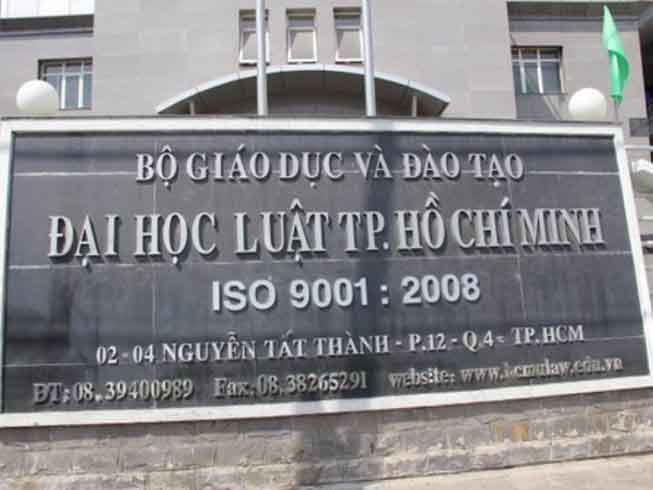 BỘ GIÁO DỤC VÀ ĐÀO TẠO
ĐẠI HỌC LUẬT TP. HỒ CHÍ MINH
ISO 9001 : 2008
02 - 04 NGUYỄN TẤT THÀNH - P.12 - Q.4 - TP.HCM
ĐT: 08.39400989 Fax.08.38265291 website: www.hcmulaw.edu.vn